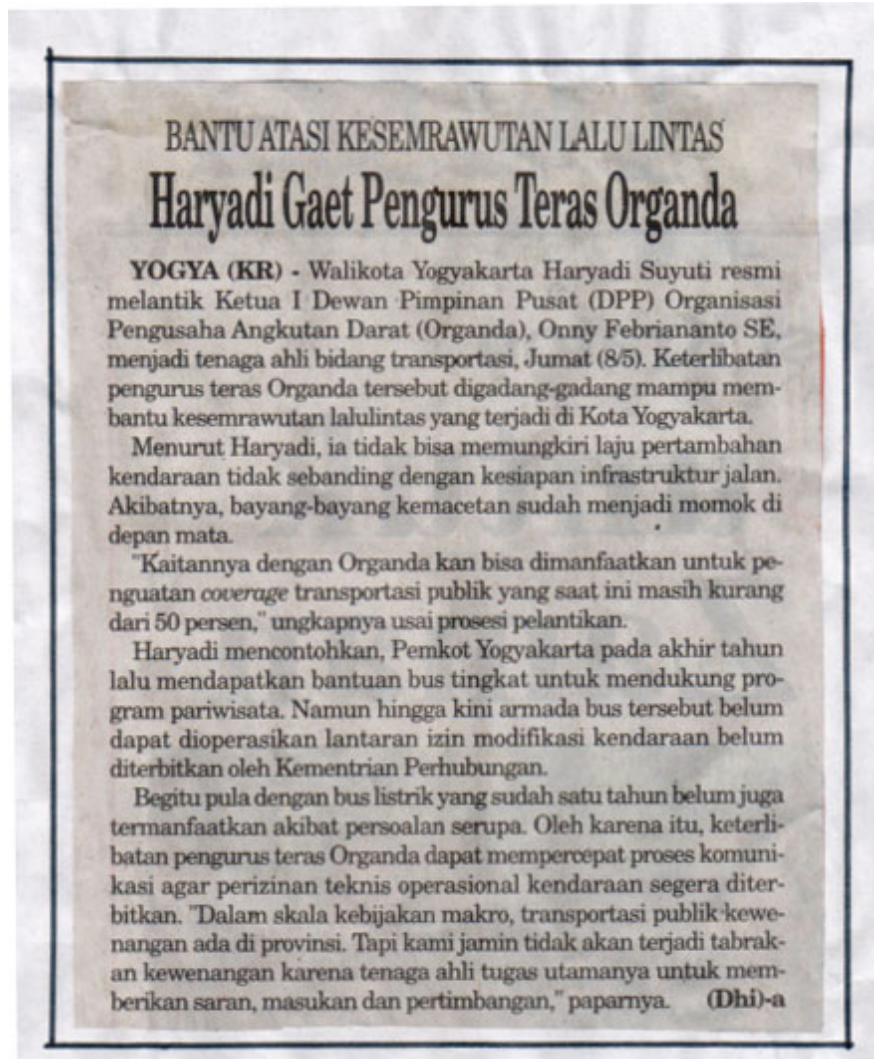 BANTU ATASI KESEMRAWUTAN LALU LINTAS
Haryadi Gaet Pengurus Teras Organda
YOGYA (KR) - Walikota Yogyakarta Haryadi Suyuti resmi
melantik Ketua I Dewan Pimpinan Pusat (DPP) Organisasi
Pengusaha Angkutan Darat (Organda), Onny Febriananto SE,
menjadi tenaga ahli bidang transportasi, Jumat (8/5). Keterlibatan
pengurus teras Organda tersebut digadang-gadang mampu mem-
bantu kesemrawutan lalulintas yang terjadi di Kota Yogyakarta.
Menurut Haryadi, ia tidak bisa memungkiri laju pertambahan
kendaraan tidak sebanding dengan kesiapan infrastruktur jalan.
Akibatnya, bayang-bayang kemacetan sudah menjadi momok di
depan mata.
"Kaitannya dengan Organda kan bisa dimanfaatkan untuk pe-
nguatan coverage transportasi publik yang saat ini masih kurang
dari 50 persen," ungkapnya usai prosesi pelantikan.
Haryadi mencontohkan, Pemkot Yogyakarta pada akhir tahun
lalu mendapatkan bantuan bus tingkat untuk mendukung pro-
gram pariwisata. Namun hingga kini armada bus tersebut belum
dapat dioperasikan lantaran izin modifikasi kendaraan belum
diterbitkan oleh Kementrian Perhubungan.
Begitu pula dengan bus listrik yang sudah satu tahun belum juga
termanfaatkan akibat persoalan serupa. Oleh karena itu, keterli-
batan pengurus teras Organda dapat mempercepat proses komuni-
kasi agar perizinan teknis operasional kendaraan segera diter-
bitkan. "Dalam skala kebijakan makro, transportasi publik kewe-
nangan ada di provinsi. Tapi kami jamin tidak akan terjadi tabrak-
an kewenangan karena tenaga ahli tugas utamanya untuk mem-
berikan saran, masukan dan pertimbangan," paparnya. (Dhi)-a